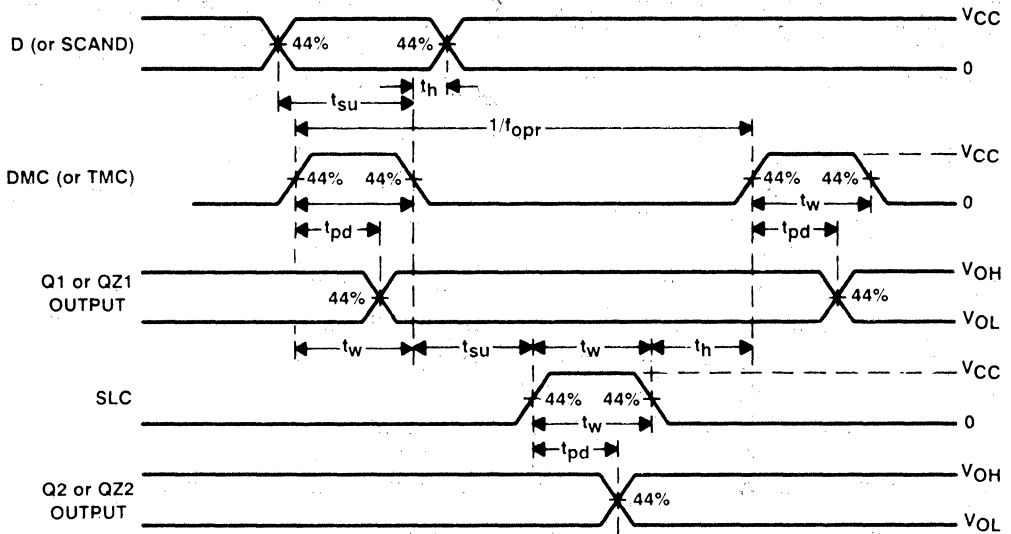 VCC
D (or SCAND) 44% 44%
0
tsu th
1/fopr
VCC
DMC (or TMC) 44% 44% 44% 44%
tw 0
tpd tpd
Q1 or QZ1 OUTPUT
VOH
44% 44%
VOL
tw tsu tw th
VCC
SLC 44% 44%
tw 0
tpd
Q2 or QZ2 OUTPUT
VOH
44%
VOL